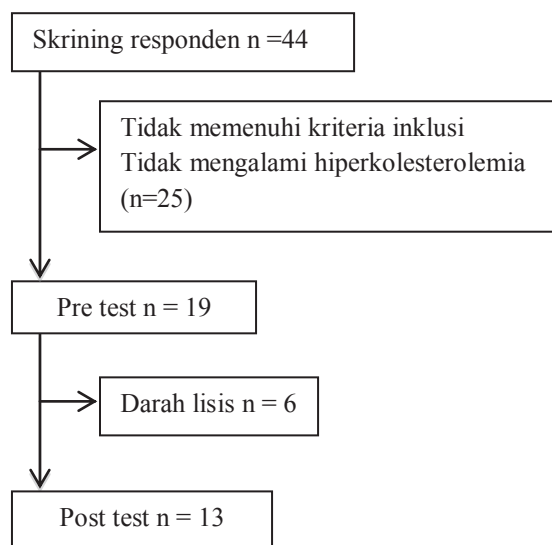 Skrining responden n =44
Tidak memenuhi kriteria inklusi
Tidak mengalami hiperkolesterolemia
(n=25)
Pre test n = 19
Darah lisis n = 6
Post test n = 13